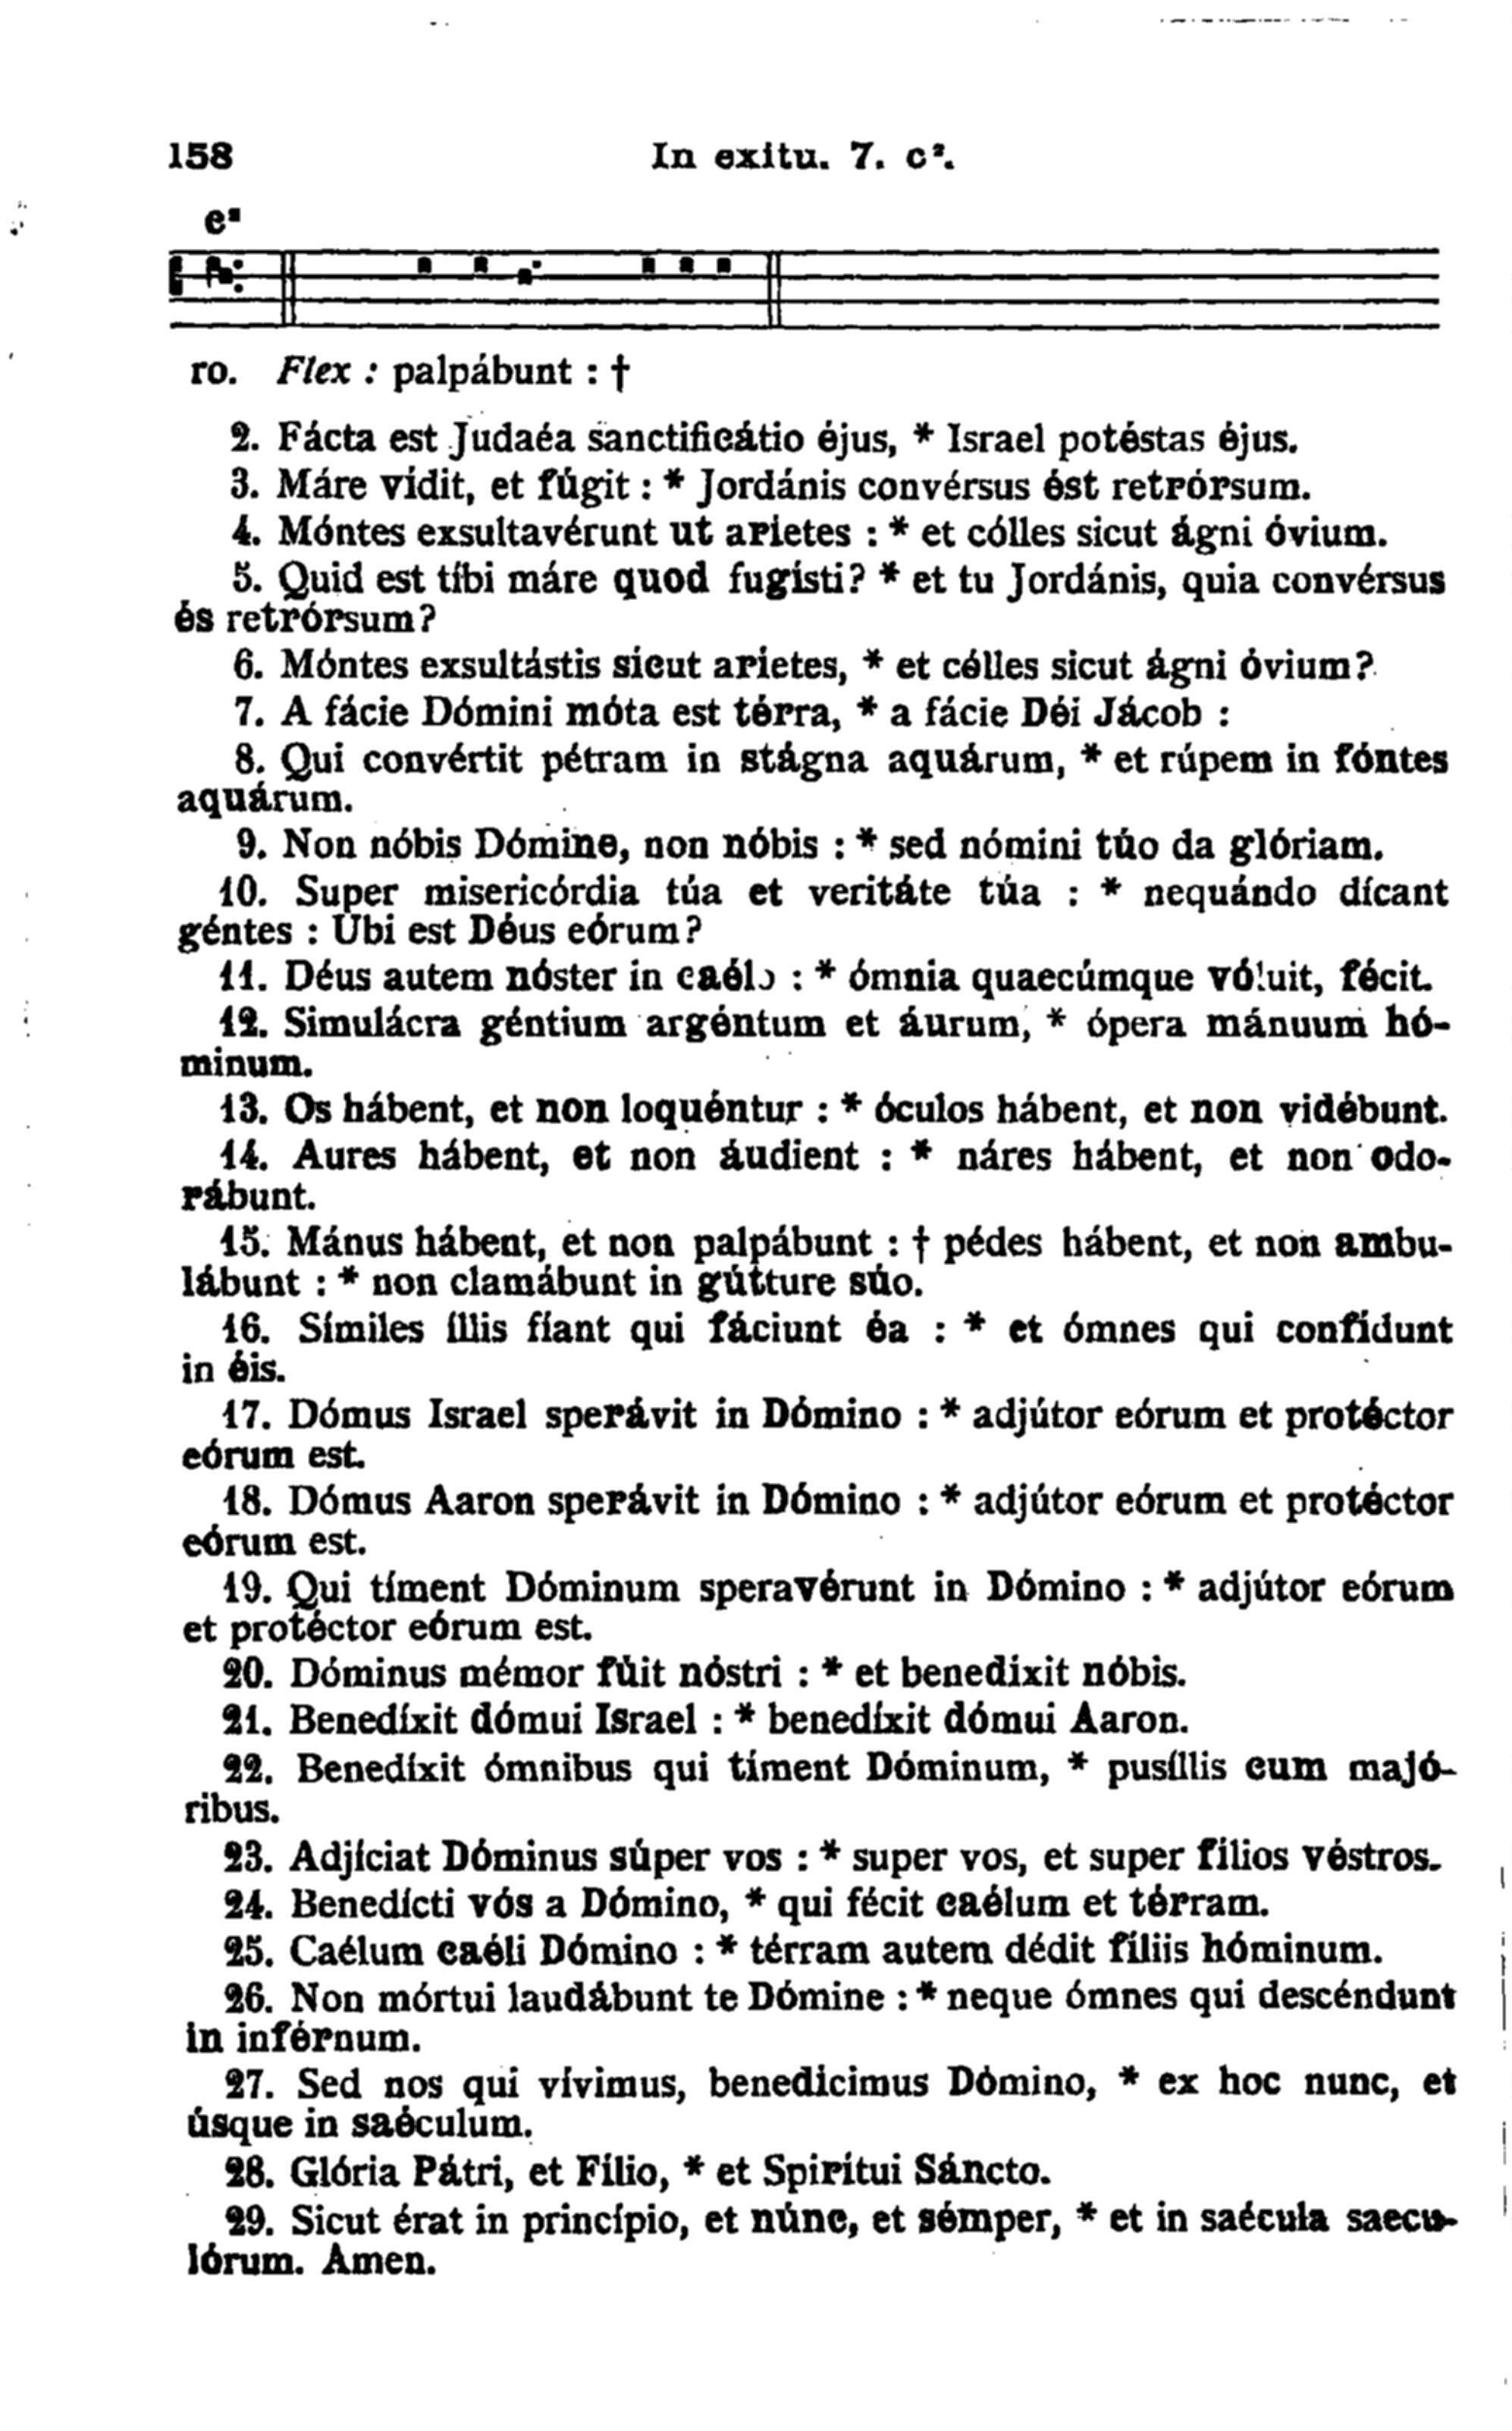 158
In exitu. 7. c².
c²
ro. Flex : palpábunt : †
2. Fácta est Judaéa sanctificátio éjus, * Israel potéstas éjus.
3. Máre vídit, et fúgit : * Jordánis convérsus ést retrórsum.
4. Móntes exsultavérunt ut aríetes : * et cólles sicut ágni óvium.
5. Quid est tíbi máre quod fugísti? * et tu Jordánis, quia convérsus
és retrórsum?
6. Móntes exsultástis sícut aríetes, * et cólles sicut ágni óvium?
7. A fácie Dómini móta est térra, * a fácie Déi Jácob :
8. Qui convértit pétram in stágna aquárum, * et rúpem in fóntes
aquárum.
9. Non nóbis Dómine, non nóbis : * sed nómini túo da glóriam.
10. Super misericórdia túa et veritáte túa : * nequándo dícant
géntes : Ubi est Déus eórum?
11. Déus autem nóster in caélo : * ómnia quaecúmque vóluit, fécit.
12. Simulácra géntium argéntum et áurum, * ópera mánuum hó-
minum.
13. Os hábent, et non loquéntur : * óculos hábent, et non vidébunt.
14. Aures hábent, et non áudient : * náres hábent, et non odo-
rábunt.
15. Mánus hábent, et non palpábunt : † pédes hábent, et non ambu-
lábunt : * non clamábunt in gútture súo.
16. Símiles íllis fíant qui fáciunt éa : * et ómnes qui confídunt
in éis.
17. Dómus Israel sperávit in Dómino : * adjútor eórum et protéctor
eórum est.
18. Dómus Aaron sperávit in Dómino : * adjútor eórum et protéctor
eórum est.
19. Qui tíment Dóminum speravérunt in Dómino : * adjútor eórum
et protéctor eórum est.
20. Dóminus mémor fúit nóstri : * et benedíxit nóbis.
21. Benedíxit dómui Israel : * benedíxit dómui Aaron.
22. Benedíxit ómnibus qui tíment Dóminum, * pusíllis cum majó-
ribus.
23. Adjíciat Dóminus súper vos : * super vos, et super fílios véstros.
24. Benedícti vós a Dómino, * qui fécit caélum et térram.
25. Caélum caéli Dómino : * térram autem dédit fíliis hóminum.
26. Non mórtui laudábunt te Dómine : * neque ómnes qui descéndunt
in inférnum.
27. Sed nos qui vívimus, benedícimus Dómino, * ex hoc nunc, et
úsque in saéculum.
28. Glória Pátri, et Fílio, * et Spirítui Sáncto.
29. Sicut érat in princípio, et núnc, et sémper, * et in saécula saecu-
lórum. Amen.